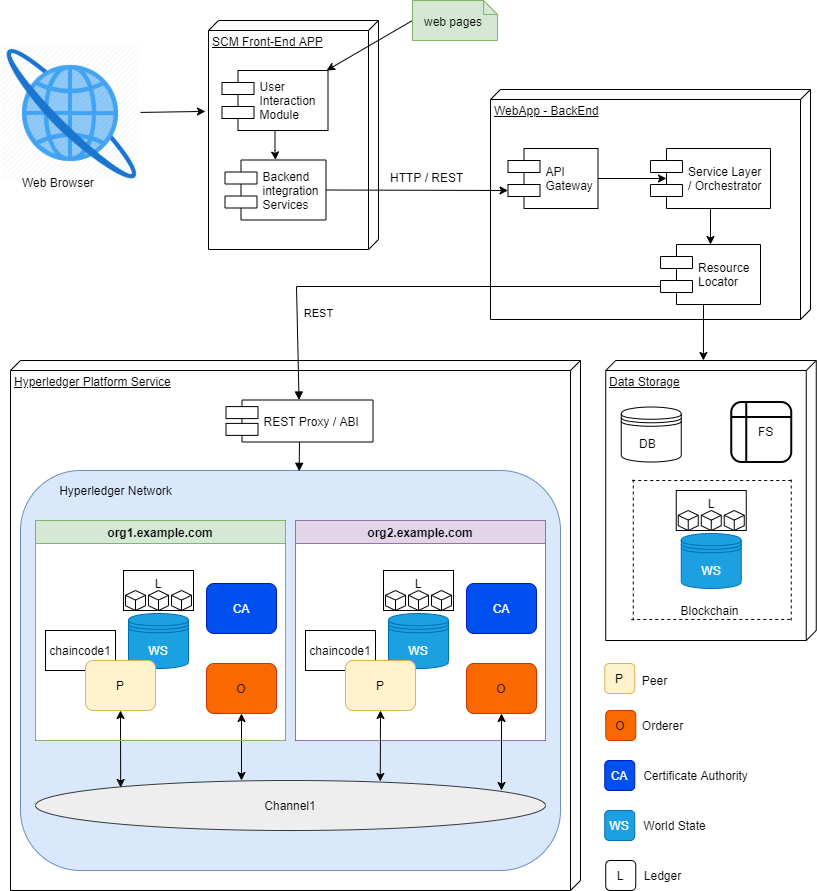 web pages
SCM Front-End APP
User
Interaction
Module
Web Browser
Backend
integration
Services
HTTP / REST
WebApp - BackEnd
API
Gateway
Service Layer
/ Orchestrator
Resource
Locator
REST
Hyperledger Platform Service
REST Proxy / ABI
Hyperledger Network
org1.example.com
L
CA
WS
chaincode1
P
O
org2.example.com
L
CA
WS
chaincode1
P
O
Channel1
Data Storage
DB
FS
L
WS
Blockchain
P
Peer
O
Orderer
CA
Certificate Authority
WS
World State
L
Ledger